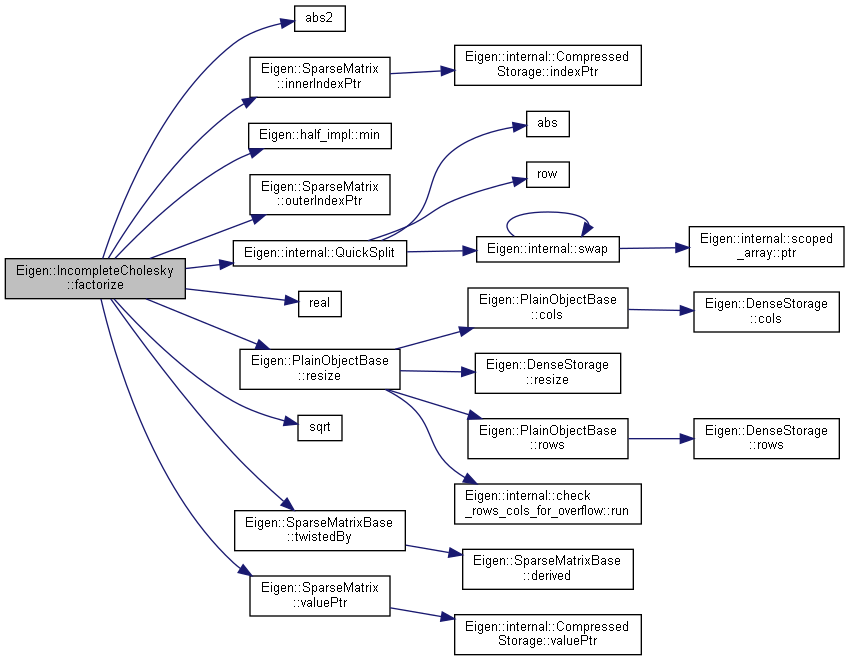 abs2
Eigen::SparseMatrix
::innerIndexPtr
Eigen::internal::Compressed
Storage::indexPtr
Eigen::half_impl::min
abs
row
Eigen::SparseMatrix
::outerIndexPtr
Eigen::internal::QuickSplit
Eigen::internal::swap
Eigen::internal::scoped
_array::ptr
Eigen::IncompleteCholesky
::factorize
real
Eigen::PlainObjectBase
::cols
Eigen::DenseStorage
::cols
Eigen::PlainObjectBase
::resize
Eigen::DenseStorage
::resize
sqrt
Eigen::PlainObjectBase
::rows
Eigen::DenseStorage
::rows
Eigen::internal::check
_rows_cols_for_overflow::run
Eigen::SparseMatrixBase
::twistedBy
Eigen::SparseMatrixBase
::derived
Eigen::SparseMatrix
::valuePtr
Eigen::internal::Compressed
Storage::valuePtr